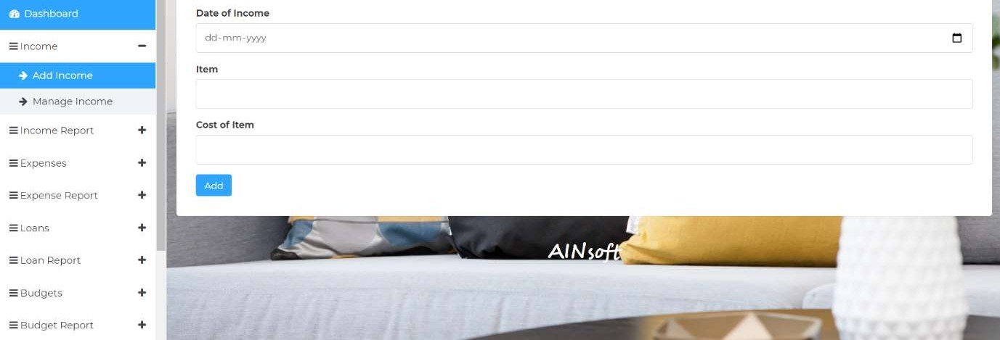 Dashboard
Income
Add Income
Manage Income
Income Report
Expenses
Expense Report
Loans
Loan Report
Budgets
Budget Report
Date of Income
dd-mm-yyyy
Item
Cost of Item
Add
AINsoft